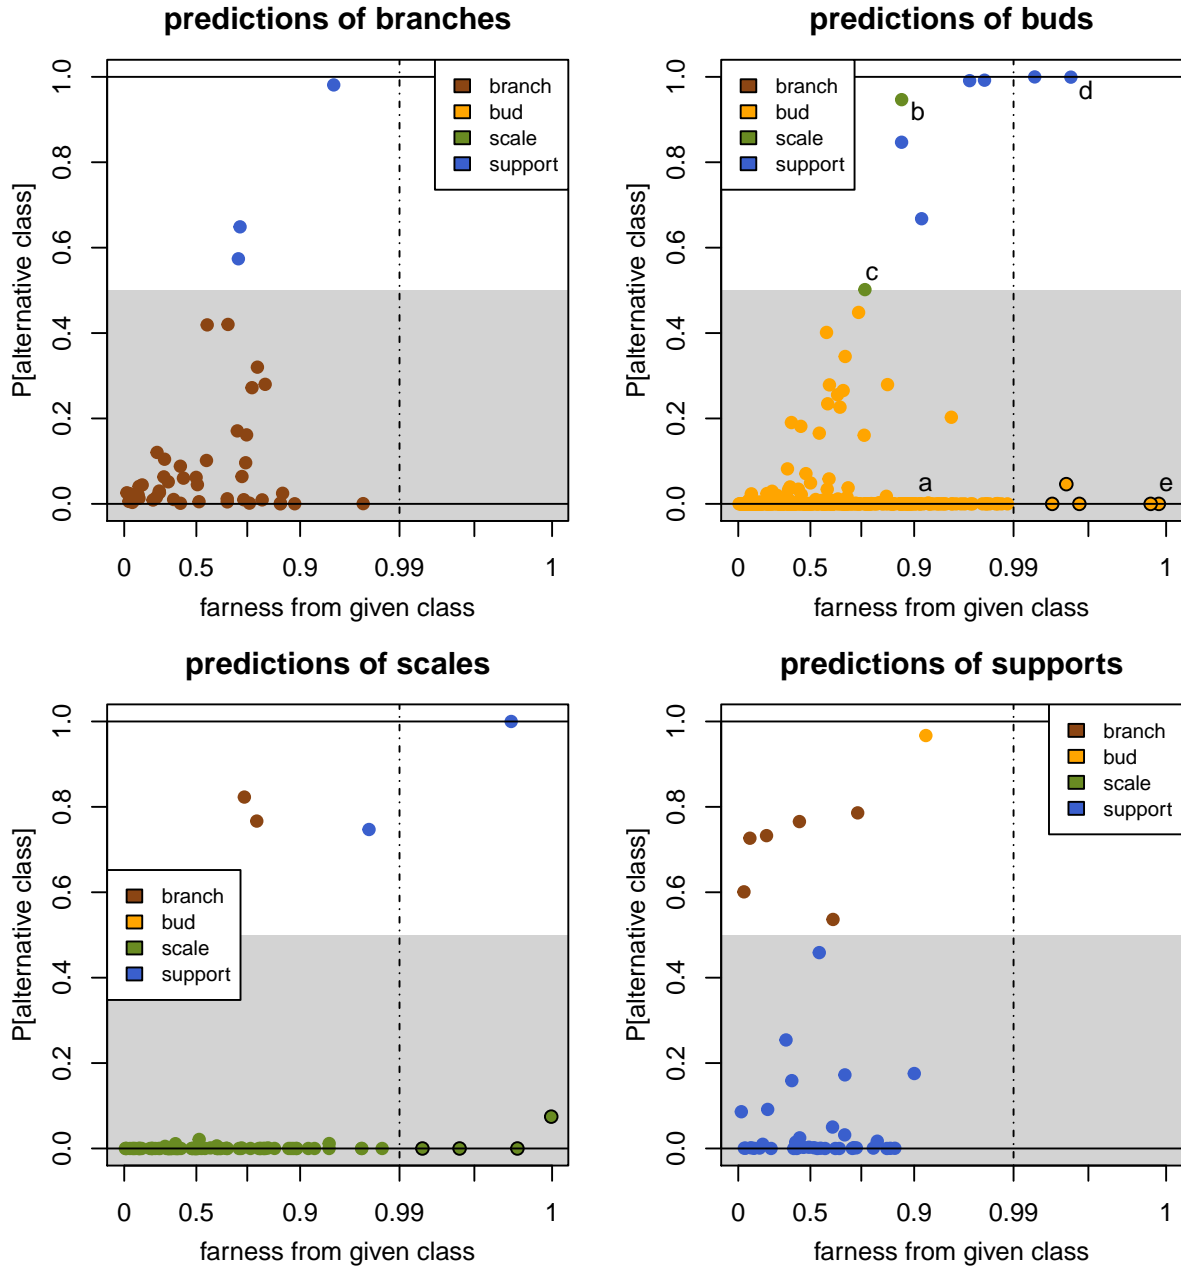 predictions of branches
P[alternative class]
1.0
0.8
0.6
0.4
0.2
0.0
branch
bud
scale
support
0 0.5 0.9 0.99 1
farness from given class
predictions of buds
P[alternative class]
1.0
0.8
0.6
0.4
0.2
0.0
branch
bud
scale
support
d
b
c
a
e
0 0.5 0.9 0.99 1
farness from given class
predictions of scales
P[alternative class]
1.0
0.8
0.6
0.4
0.2
0.0
branch
bud
scale
support
0 0.5 0.9 0.99 1
farness from given class
predictions of supports
P[alternative class]
1.0
0.8
0.6
0.4
0.2
0.0
branch
bud
scale
support
0 0.5 0.9 0.99 1
farness from given class